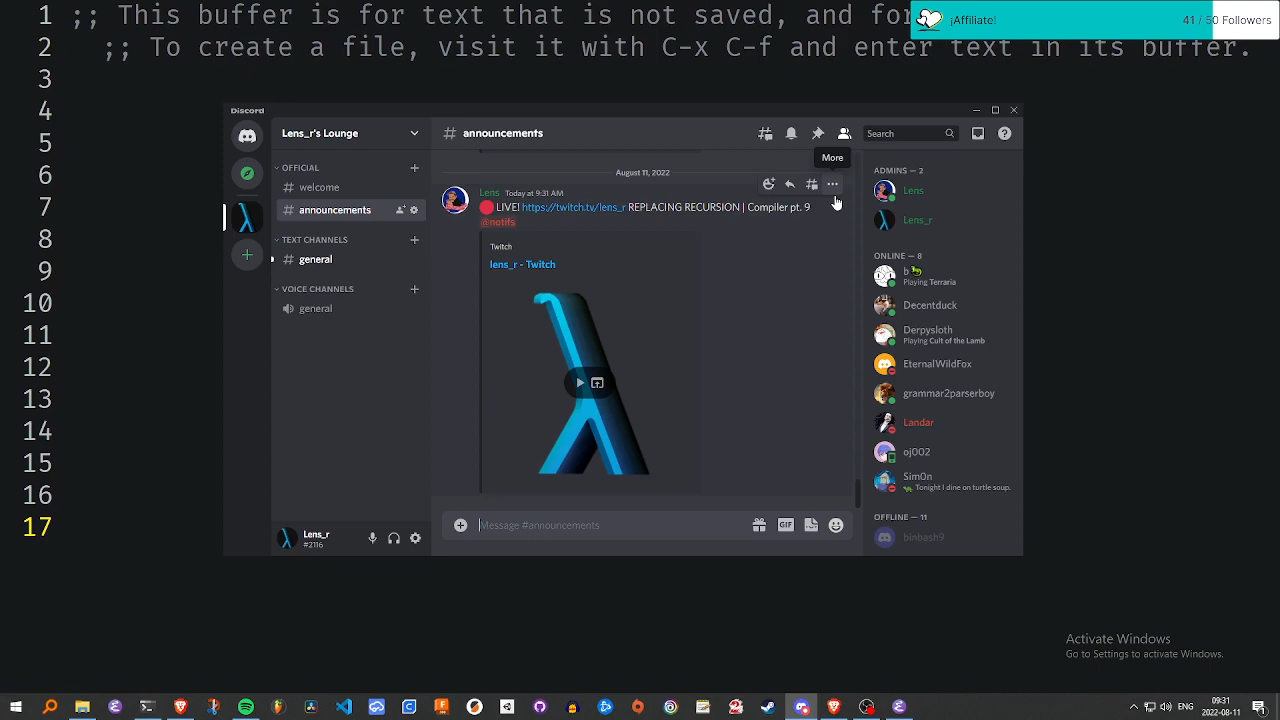 1 ;; This buffer is for text that is not saved, and for
2 ;; To create a file, visit it with C-x C-f and enter text in its buffer.
3
4
5
6
7
8
9
10
11
12
13
14
15
16
17
¡Affiliate!
41 / 50 Followers
Discord
Lens_r's Lounge
OFFICIAL
# welcome
# announcements
TEXT CHANNELS
# general
VOICE CHANNELS
general
Lens_r
#2116
# announcements
Search
More
August 11, 2022
Lens Today at 9:31 AM
LIVE! https://twitch.tv/lens_r REPLACING RECURSION | Compiler pt. 9
@notifs
Twitch
lens_r - Twitch
Message #announcements
GIF
ADMINS — 2
Lens
Lens_r
ONLINE — 8
b
Playing Terraria
Decentduck
Derpysloth
Playing Cult of the Lamb
EternalWildFox
grammar2parserboy
Landar
oj002
Sim0n
Tonight I dine on turtle soup.
OFFLINE — 11
binbash9
Activate Windows
Go to Settings to activate Windows.
ENG
09:31
2022-08-11